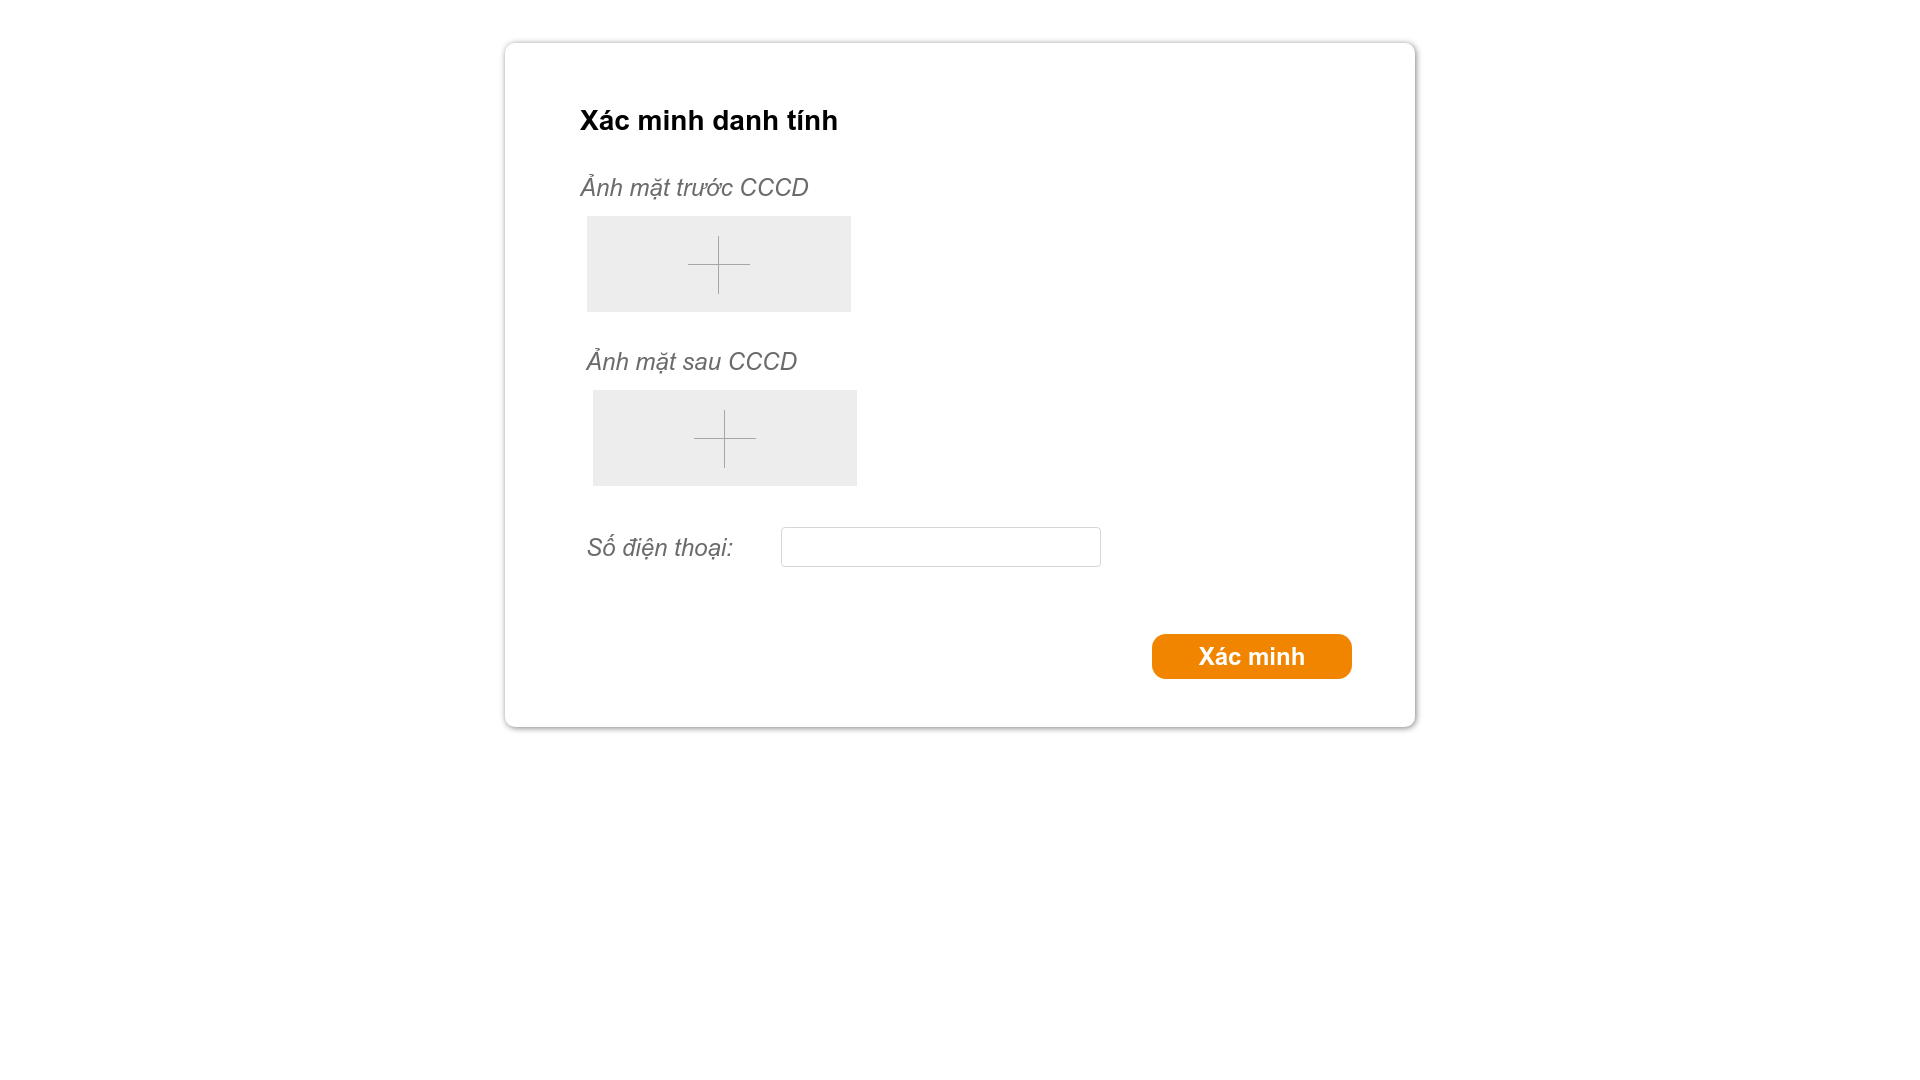 Xác minh danh tính
Ảnh mặt trước CCCD
Ảnh mặt sau CCCD
Số điện thoại:
Xác minh